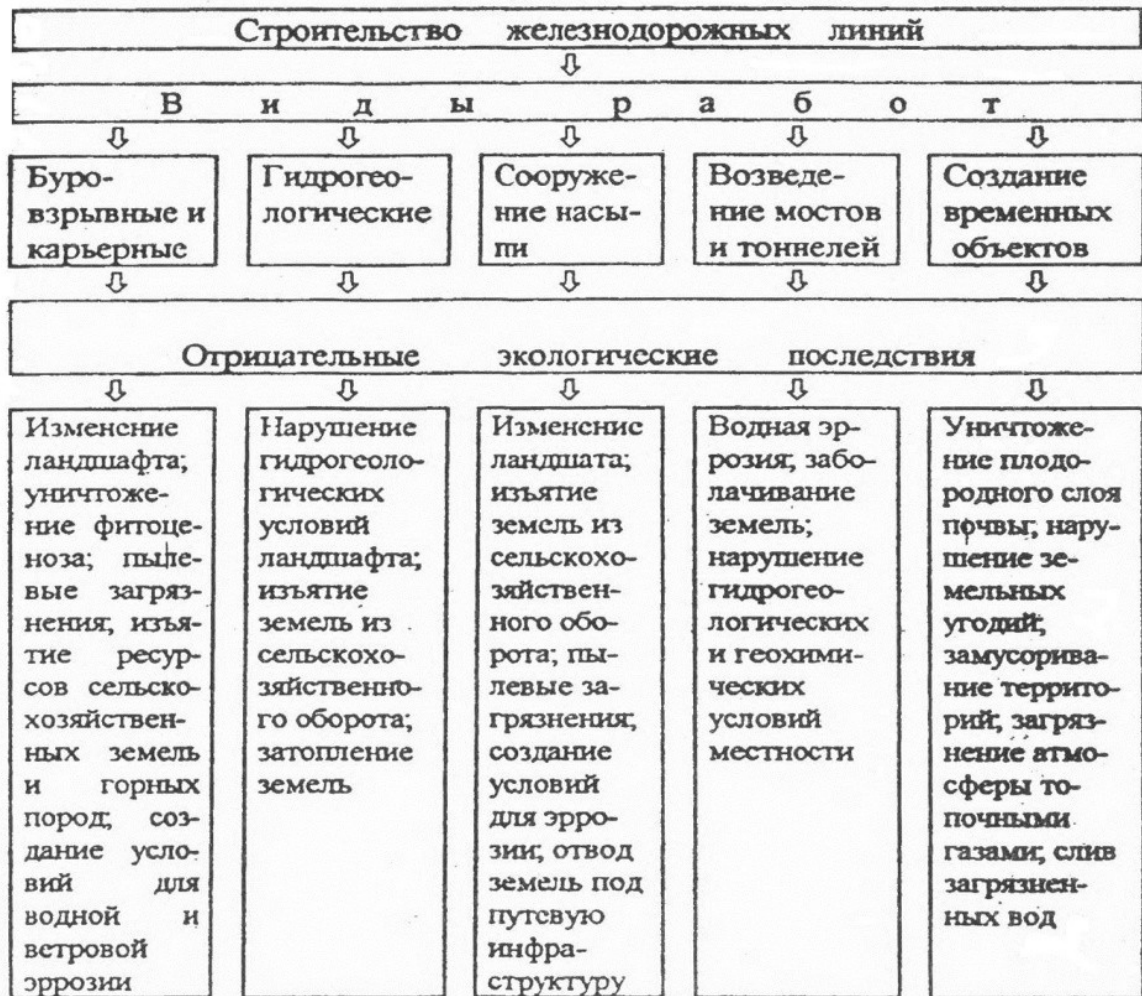 Строительство железнодорожных линий
Виды работ
Буро-
взрывные и
карьерные
Гидрогео-
логические
Сооруже-
ние насы-
пи
Возведе-
ние мостов
и тоннелей
Создание
временных
объектов
Отрицательные экологические последствия
Изменение
ландшафта;
уничтоже-
ние фитоце-
ноза; пыле-
вые загряз-
нения; изъя-
тие ресур-
сов сельско-
хозяйствен-
ных земель
и горных
пород; соз-
дание усло-
вий для
водной и
ветровой
эррозии
Нарушение
гидрогеоло-
гических
условий
ландшафта;
изъятие
земель из
сельскохо-
зяйственно-
го оборота;
затопление
земель
Изменение
ландшата;
изъятие
земель из
сельскохо-
зяйствен-
ного обо-
рота; пы-
левые за-
грязнения;
создание
условий
для эрро-
зии; отвод
земель под
путевую
инфра-
структуру
Водная эр-
розия; забо-
лачивание
земель;
нарушение
гидрогео-
логических
и геохими-
ческих
условий
местности
Уничтоже-
ние плодо-
родного слоя
почвы; нару-
шение зе-
мельных
угодий;
замусорива-
ние террито-
рий; загряз-
нение атмо-
сферы то-
почными
газами; слив
загрязнен-
ных вод